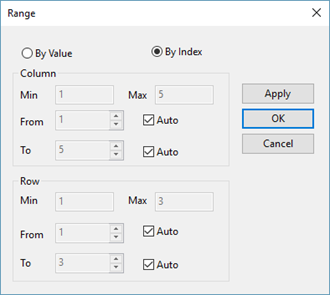 Range
By Value By Index
Column
Min 1 Max 5 Apply
From 1 Auto OK
To 5 Auto Cancel
Row
Min 1 Max 3
From 1 Auto
To 3 Auto